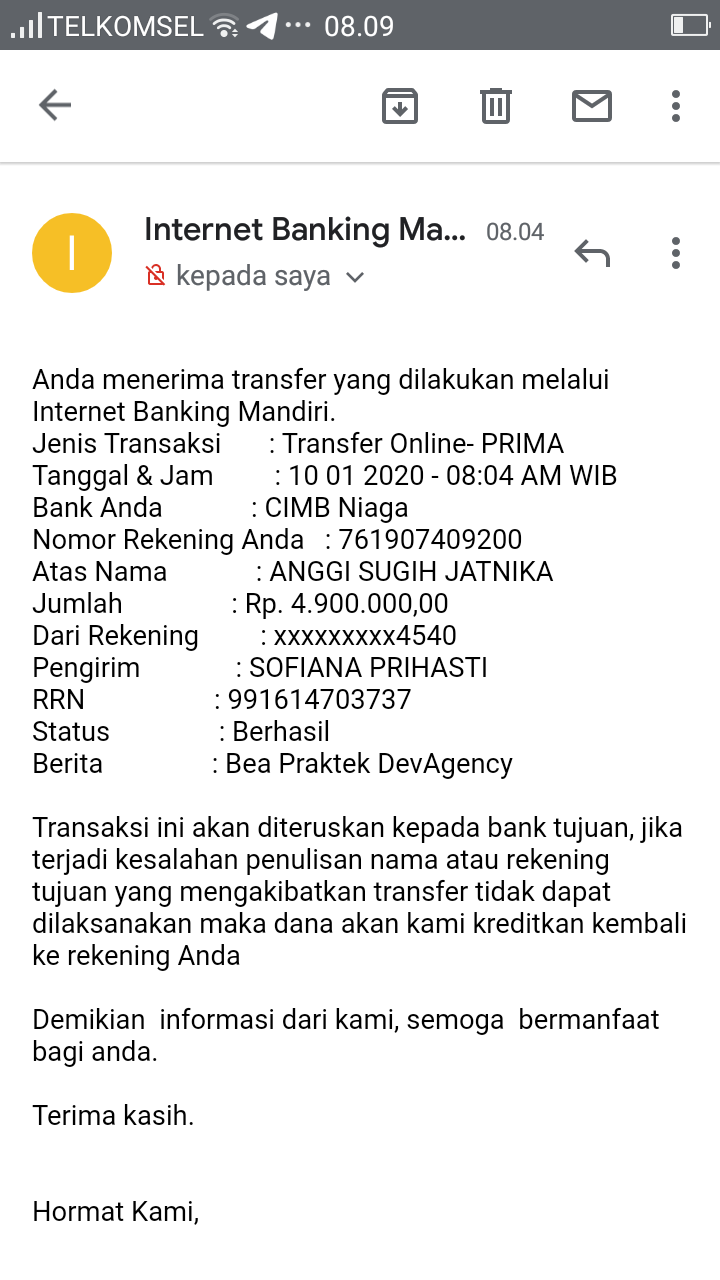 TELKOMSEL ... 08.09
Internet Banking Ma... 08.04
I
kepada saya
Anda menerima transfer yang dilakukan melalui
Internet Banking Mandiri.
Jenis Transaksi : Transfer Online- PRIMA
Tanggal & Jam : 10 01 2020 - 08:04 AM WIB
Bank Anda : CIMB Niaga
Nomor Rekening Anda : 761907409200
Atas Nama : ANGGI SUGIH JATNIKA
Jumlah : Rp. 4.900.000,00
Dari Rekening : xxxxxxxxx4540
Pengirim : SOFIANA PRIHASTI
RRN : 991614703737
Status : Berhasil
Berita : Bea Praktek DevAgency
Transaksi ini akan diteruskan kepada bank tujuan, jika
terjadi kesalahan penulisan nama atau rekening
tujuan yang mengakibatkan transfer tidak dapat
dilaksanakan maka dana akan kami kreditkan kembali
ke rekening Anda
Demikian  informasi dari kami, semoga  bermanfaat
bagi anda.
Terima kasih.
Hormat Kami,